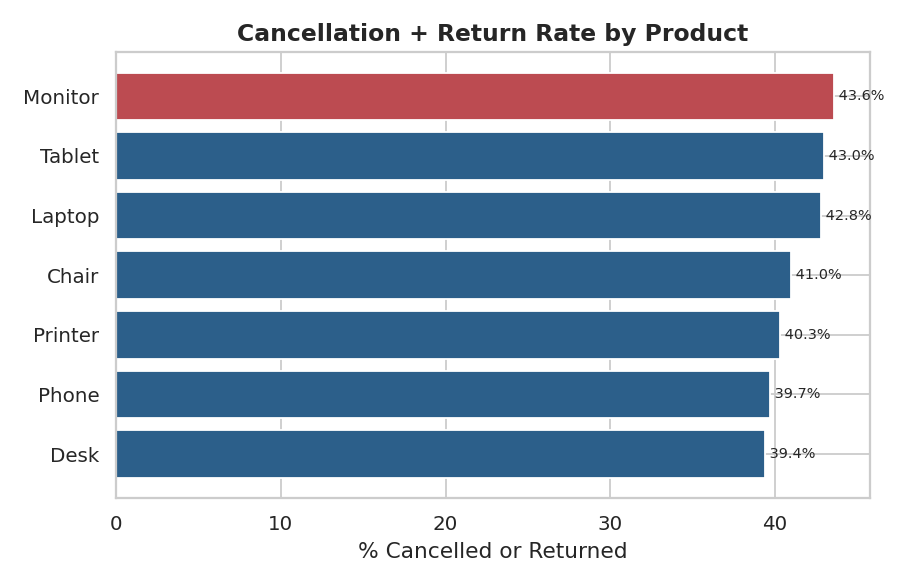 Cancellation + Return Rate by Product
Monitor 43.6%
Tablet 43.0%
Laptop 42.8%
Chair 41.0%
Printer 40.3%
Phone 39.7%
Desk 39.4%
0 10 20 30 40
% Cancelled or Returned